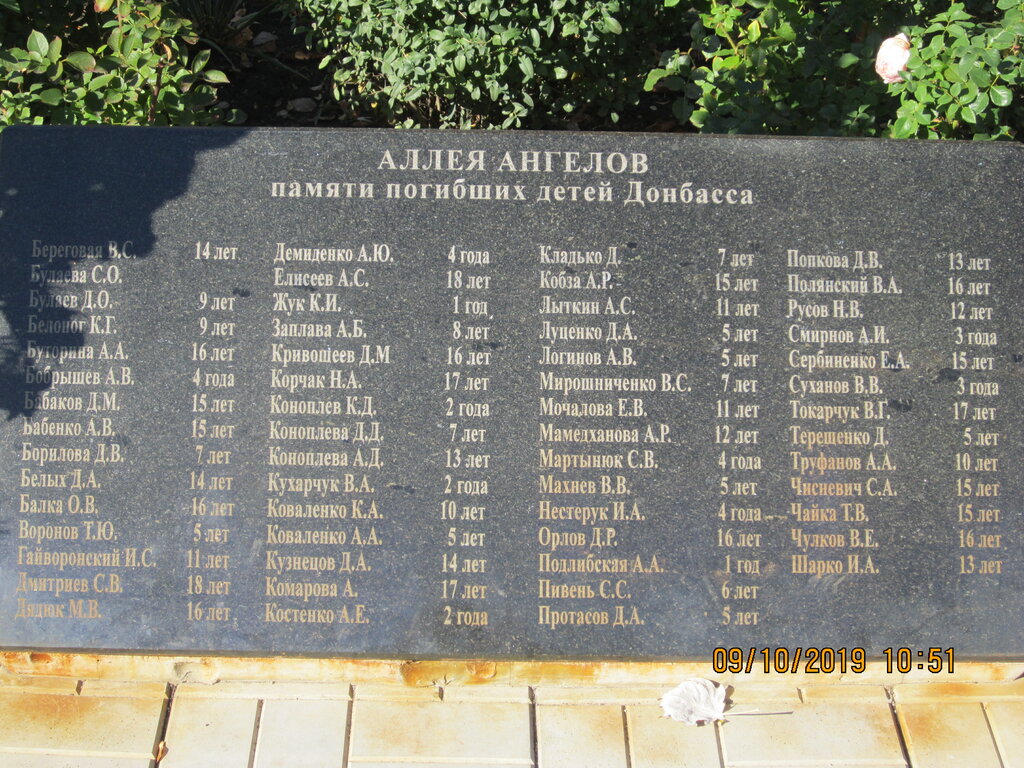 АЛЛЕЯ АНГЕЛОВ
памяти погибших детей Донбасса
Береговая В.С. 14 лет
Булаева С.О.
Булаев Д.О. 9 лет
Белоног К.Г. 9 лет
Буторина А.А. 16 лет
Бобрышев А.В. 4 года
Бабаков Д.М. 15 лет
Бабенко А.В. 15 лет
Борилова Д.В. 7 лет
Белых Д.А. 14 лет
Балка О.В. 16 лет
Воронов Т.Ю. 5 лет
Гайворонский И.С. 11 лет
Дмитриев С.В. 18 лет
Дядюк М.В. 16 лет
Демиденко А.Ю. 4 года
Елисеев А.С. 18 лет
Жук К.И. 1 год
Заплава А.Б. 8 лет
Кривошеев Д.М 16 лет
Корчак Н.А. 17 лет
Коноплев К.Д. 2 года
Коноплева Д.Д. 7 лет
Коноплева А.Д. 13 лет
Кухарчук В.А. 2 года
Коваленко К.А. 10 лет
Коваленко А.А. 5 лет
Кузнецов Д.А. 14 лет
Комарова А. 17 лет
Костенко А.Е. 2 года
Кладько Д. 7 лет
Кобза А.Р. 15 лет
Лыткин А.С. 11 лет
Луценко Д.А. 5 лет
Логинов А.В. 5 лет
Мирошниченко В.С. 7 лет
Мочалова Е.В. 11 лет
Мамедханова А.Р. 12 лет
Мартынюк С.В. 4 года
Махнев В.В. 5 лет
Нестерук И.А. 4 года
Орлов Д.Р. 16 лет
Подлибская А.А. 1 год
Пивень С.С. 6 лет
Протасов Д.А. 5 лет
Попкова Д.В. 13 лет
Полянский В.А. 16 лет
Русов Н.В. 12 лет
Смирнов А.И. 3 года
Сербиненко Е.А. 15 лет
Суханов В.В. 3 года
Токарчук В.Г. 17 лет
Терещенко Д. 5 лет
Труфанов А.А. 10 лет
Чисневич С.А. 15 лет
Чайка Т.В. 15 лет
Чулков В.Е. 16 лет
Шарко И.А. 13 лет
09/10/2019 10:51